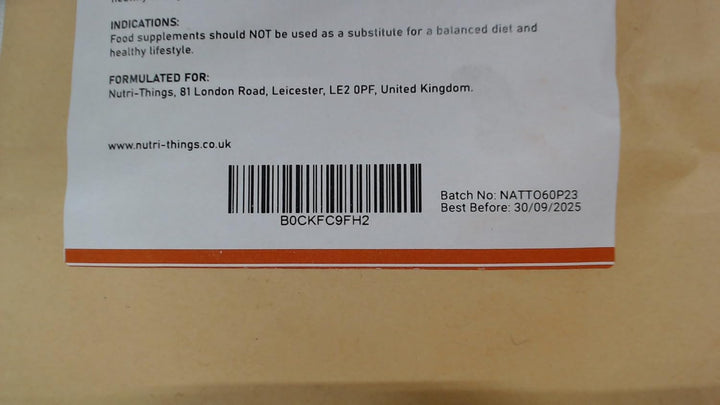 INDICATIONS:
Food supplements should NOT be used as a substitute for a balanced diet and
healthy lifestyle.
FORMULATED FOR:
Nutri-Things, 81 London Road, Leicester, LE2 0PF, United Kingdom.
www.nutri-things.co.uk
B0CKFC9FH2
Batch No: NATTO60P23
Best Before: 30/09/2025